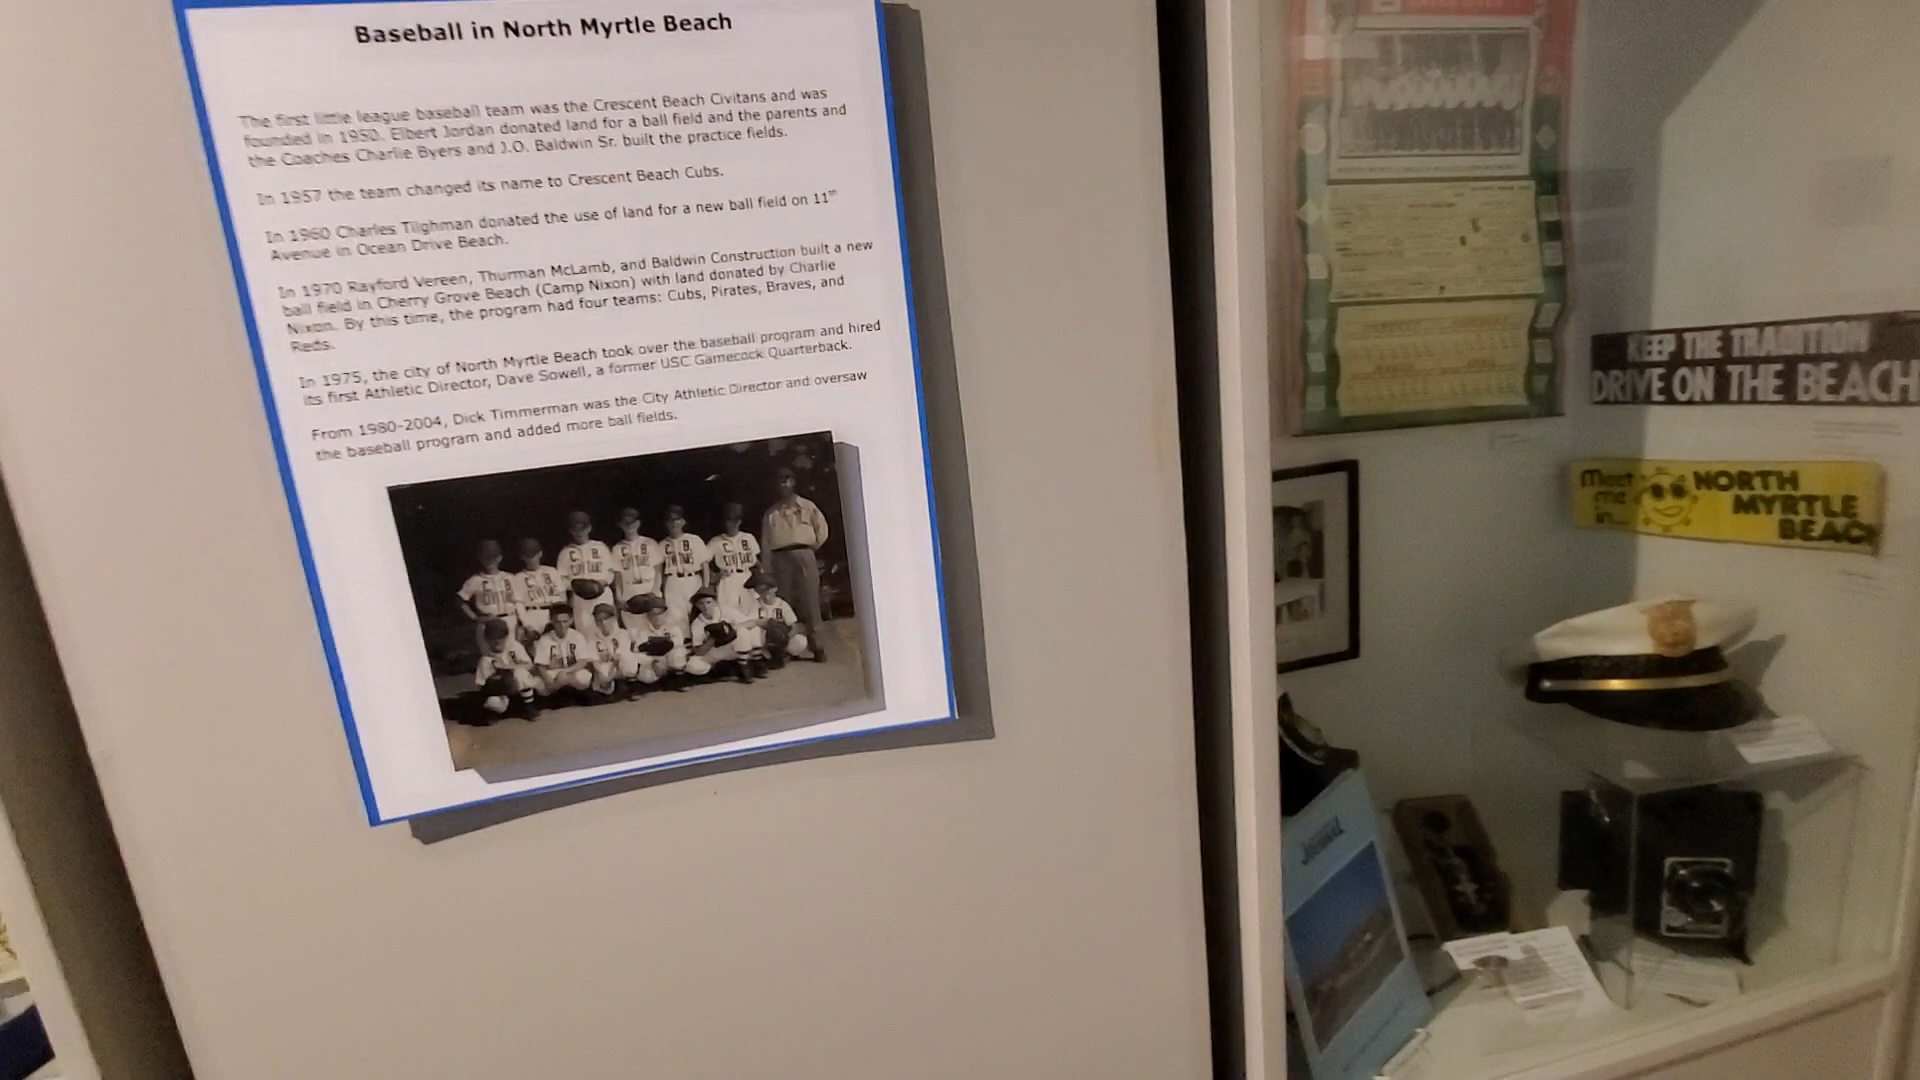 Baseball in North Myrtle Beach
The first little league baseball team was the Crescent Beach Civitans and was
founded in 1950. Elbert Jordan donated land for a ball field and the parents and
the Coaches Charlie Byers and J.O. Baldwin Sr. built the practice fields.
In 1957 the team changed its name to Crescent Beach Cubs.
In 1960 Charles Tilghman donated the use of land for a new ball field on 11th
Avenue in Ocean Drive Beach.
In 1970 Rayford Vereen, Thurman McLamb, and Baldwin Construction built a new
ball field in Cherry Grove Beach (Camp Nixon) with land donated by Charlie
Nixon. By this time, the program had four teams: Cubs, Pirates, Braves, and
Reds.
In 1975, the city of North Myrtle Beach took over the baseball program and hired
its first Athletic Director, Dave Sowell, a former USC Gamecock Quarterback.
From 1980-2004, Dick Timmerman was the City Athletic Director and oversaw
the baseball program and added more ball fields.
C. B.
CIVITANS
KEEP THE TRADITION
DRIVE ON THE BEACH
Meet
me
in...
NORTH
MYRTLE
BEACH
JOURNAL